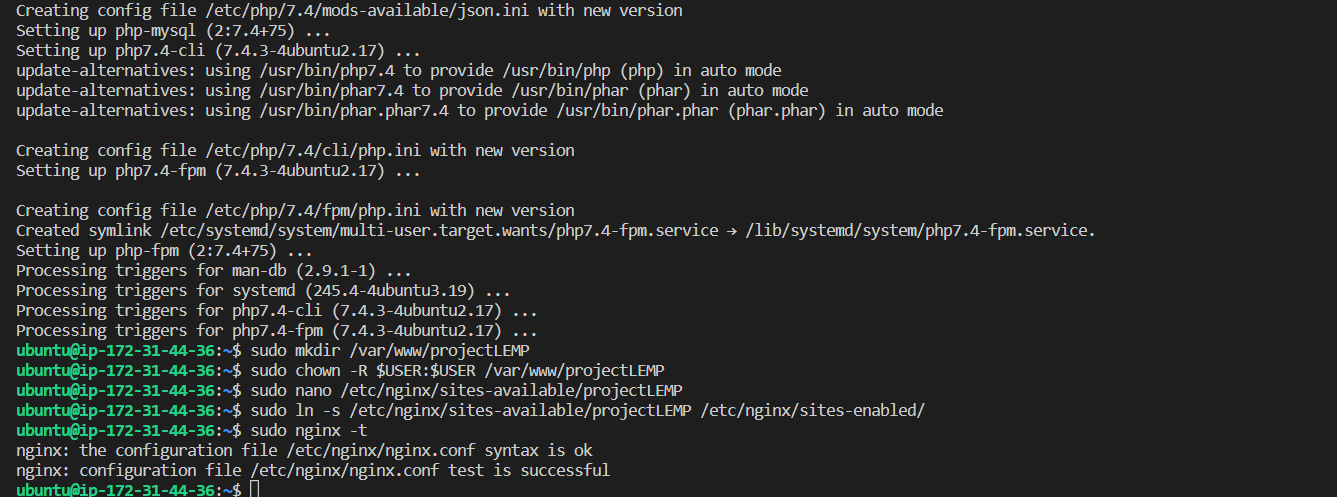 Creating config file /etc/php/7.4/mods-available/json.ini with new version
Setting up php-mysql (2:7.4+75) ...
Setting up php7.4-cli (7.4.3-4ubuntu2.17) ...
update-alternatives: using /usr/bin/php7.4 to provide /usr/bin/php (php) in auto mode
update-alternatives: using /usr/bin/phar7.4 to provide /usr/bin/phar (phar) in auto mode
update-alternatives: using /usr/bin/phar.phar7.4 to provide /usr/bin/phar.phar (phar.phar) in auto mode
Creating config file /etc/php/7.4/cli/php.ini with new version
Setting up php7.4-fpm (7.4.3-4ubuntu2.17) ...
Creating config file /etc/php/7.4/fpm/php.ini with new version
Created symlink /etc/systemd/system/multi-user.target.wants/php7.4-fpm.service → /lib/systemd/system/php7.4-fpm.service.
Setting up php-fpm (2:7.4+75) ...
Processing triggers for man-db (2.9.1-1) ...
Processing triggers for systemd (245.4-4ubuntu3.19) ...
Processing triggers for php7.4-cli (7.4.3-4ubuntu2.17) ...
Processing triggers for php7.4-fpm (7.4.3-4ubuntu2.17) ...
ubuntu@ip-172-31-44-36:~$ sudo mkdir /var/www/projectLEMP
ubuntu@ip-172-31-44-36:~$ sudo chown -R $USER:$USER /var/www/projectLEMP
ubuntu@ip-172-31-44-36:~$ sudo nano /etc/nginx/sites-available/projectLEMP
ubuntu@ip-172-31-44-36:~$ sudo ln -s /etc/nginx/sites-available/projectLEMP /etc/nginx/sites-enabled/
ubuntu@ip-172-31-44-36:~$ sudo nginx -t
nginx: the configuration file /etc/nginx/nginx.conf syntax is ok
nginx: configuration file /etc/nginx/nginx.conf test is successful
ubuntu@ip-172-31-44-36:~$